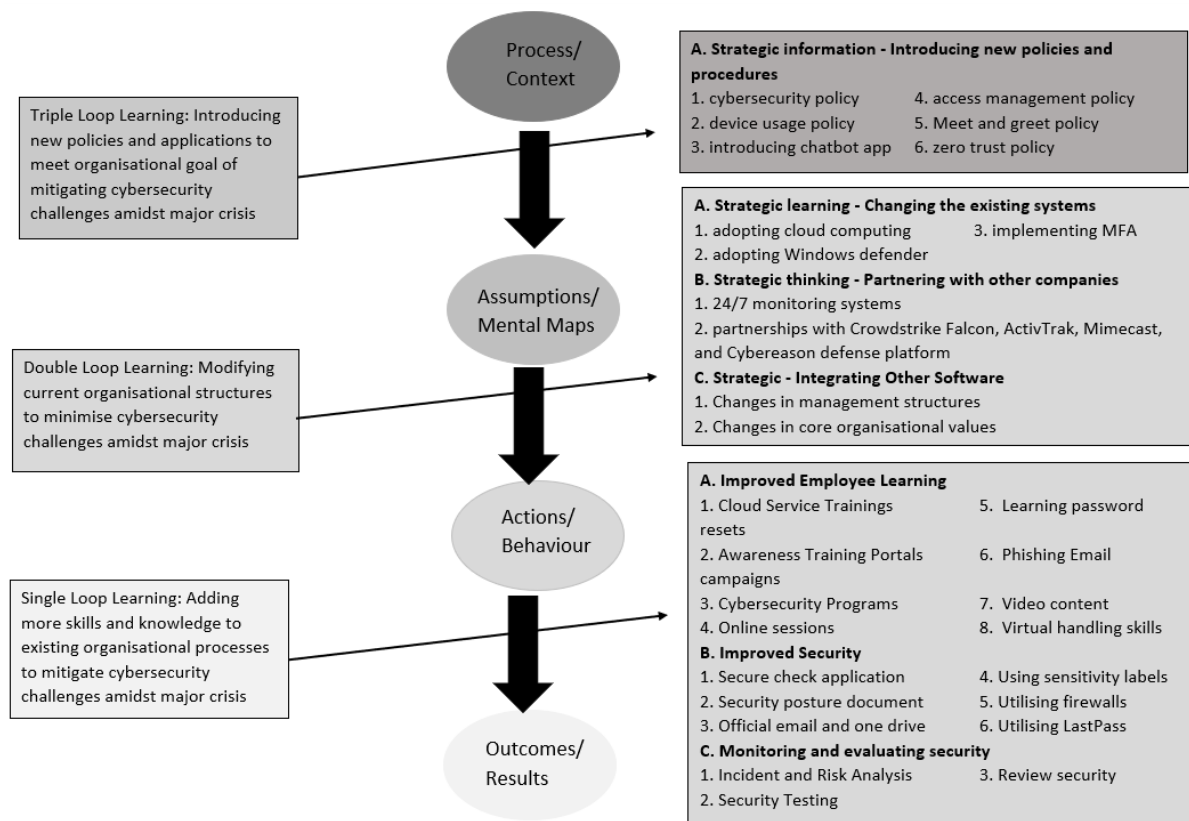 Process/
Context
Triple Loop Learning: Introducing
new policies and applications to
meet organisational goal of
mitigating cybersecurity
challenges amidst major crisis
A. Strategic information - Introducing new policies and
procedures
1. cybersecurity policy 4. access management policy
2. device usage policy 5. Meet and greet policy
3. introducing chatbot app 6. zero trust policy
Assumptions/
Mental Maps
Double Loop Learning: Modifying
current organisational structures
to minimise cybersecurity
challenges amidst major crisis
A. Strategic learning - Changing the existing systems
1. adopting cloud computing 3. implementing MFA
2. adopting Windows defender
B. Strategic thinking - Partnering with other companies
1. 24/7 monitoring systems
2. partnerships with Crowdstrike Falcon, ActivTrak, Mimecast,
and Cybereason defense platform
C. Strategic - Integrating Other Software
1. Changes in management structures
2. Changes in core organisational values
Actions/
Behaviour
Single Loop Learning: Adding
more skills and knowledge to
existing organisational processes
to mitigate cybersecurity
challenges amidst major crisis
A. Improved Employee Learning
1. Cloud Service Trainings 5. Learning password
resets
2. Awareness Training Portals 6. Phishing Email
campaigns
3. Cybersecurity Programs 7. Video content
4. Online sessions 8. Virtual handling skills
B. Improved Security
1. Secure check application 4. Using sensitivity labels
2. Security posture document 5. Utilising firewalls
3. Official email and one drive 6. Utilising LastPass
C. Monitoring and evaluating security
1. Incident and Risk Analysis 3. Review security
2. Security Testing
Outcomes/
Results